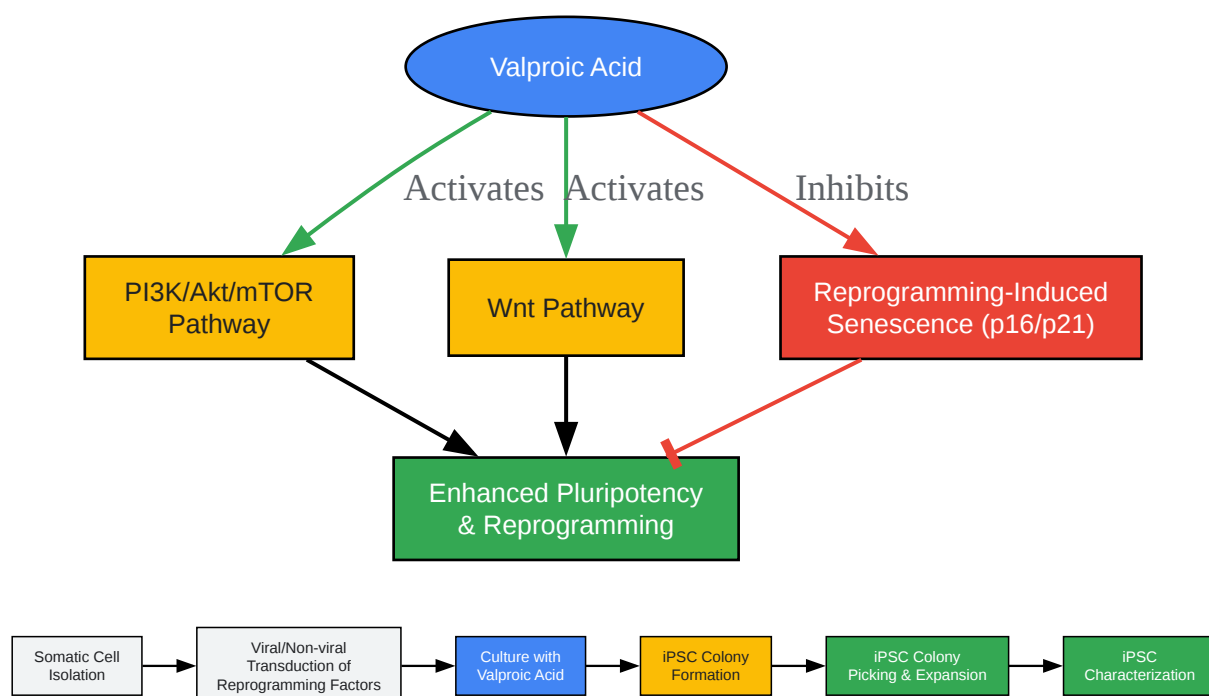 Valproic Acid
Activates
Activates
Inhibits
PI3K/Akt/mTOR
Pathway
Wnt Pathway
Reprogramming-Induced
Senescence (p16/p21)
Enhanced Pluripotency
& Reprogramming
Somatic Cell
Isolation
Viral/Non-viral
Transduction of
Reprogramming Factors
Culture with
Valproic Acid
iPSC Colony
Formation
iPSC Colony
Picking & Expansion
iPSC
Characterization